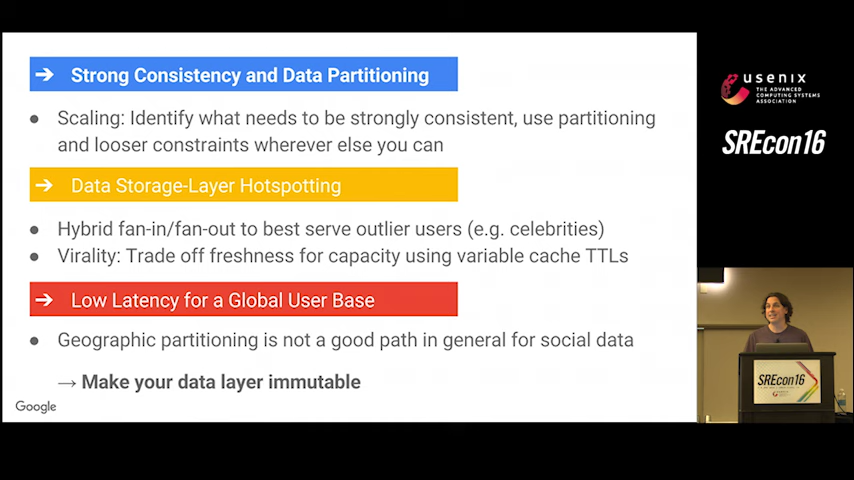 ➔ Strong Consistency and Data Partitioning
● Scaling: Identify what needs to be strongly consistent, use partitioning
and looser constraints wherever else you can
➔ Data Storage-Layer Hotspotting
● Hybrid fan-in/fan-out to best serve outlier users (e.g. celebrities)
● Virality: Trade off freshness for capacity using variable cache TTLs
➔ Low Latency for a Global User Base
● Geographic partitioning is not a good path in general for social data
→ Make your data layer immutable
Google
usenix
THE ADVANCED
COMPUTING SYSTEMS
ASSOCIATION
SREcon16
SREcon16